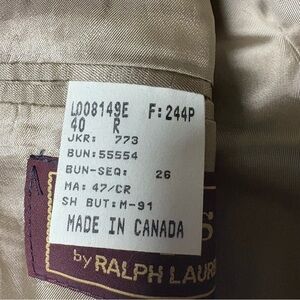 L008149E F:244P
40 R
JKR: 773
BUN:55554
BUN-SEQ: 26
MA: 47/CR
SH BUT:M-91
MADE IN CANADA
by RALPH LAUR